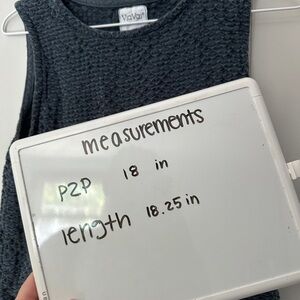 measurements
P2P 18 in
length 18.25 in